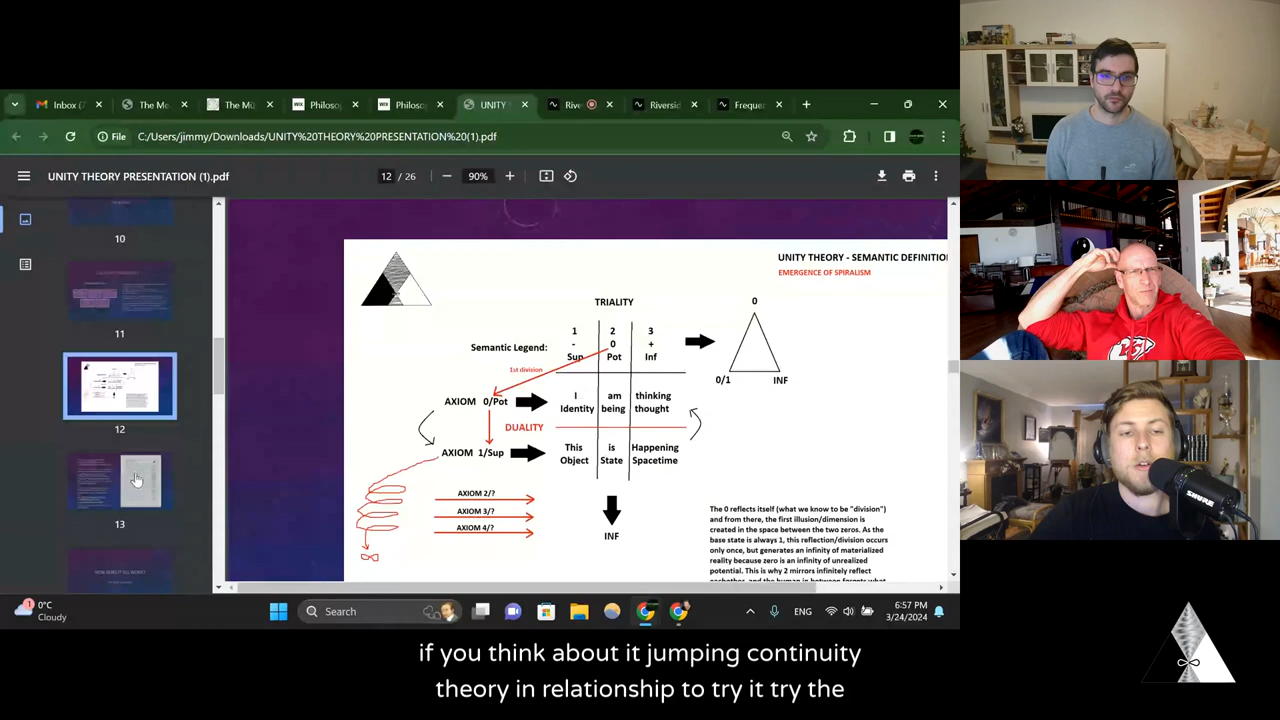 Inbox (7
The Me
The Mü
Philoso
Philoso
UNITY
Rive
Riversid
Frequen
File
C:/Users/jimmy/Downloads/UNITY%20THEORY%20PRESENTATION%20(1).pdf
UNITY THEORY PRESENTATION (1).pdf
12 / 26
90%
10
11
12
13
UNITY THEORY - SEMANTIC DEFINITIO
EMERGENCE OF SPIRALISM
TRIALITY
Semantic Legend:
1 2 3
- 0 +
Sup Pot Inf
1st division
0
0/1 INF
AXIOM 0/Pot
I am thinking
Identity being thought
DUALITY
AXIOM 1/Sup
This is Happening
Object State Spacetime
AXIOM 2/?
AXIOM 3/?
AXIOM 4/?
∞
INF
The 0 reflects itself (what we know to be "division")
and from there, the first illusion/dimension is
created in the space between the two zeros. As the
base state is always 1, this reflection/division occurs
only once, but generates an infinity of materialized
reality because zero is an infinity of unrealized
potential. This is why 2 mirrors infinitely reflect
1
0°C
Cloudy
Search
ENG
6:57 PM
3/24/2024
SHURE
if you think about it jumping continuity
theory in relationship to try it try the
∞